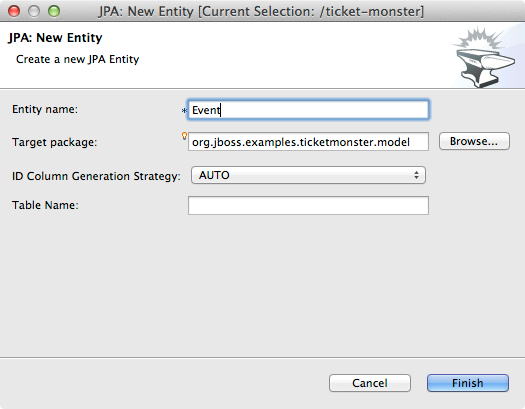 JPA: New Entity [Current Selection: /ticket-monster]
JPA: New Entity
Create a new JPA Entity
Entity name: * Event
Target package: org.jboss.examples.ticketmonster.model Browse...
ID Column Generation Strategy: AUTO
Table Name:
Cancel Finish